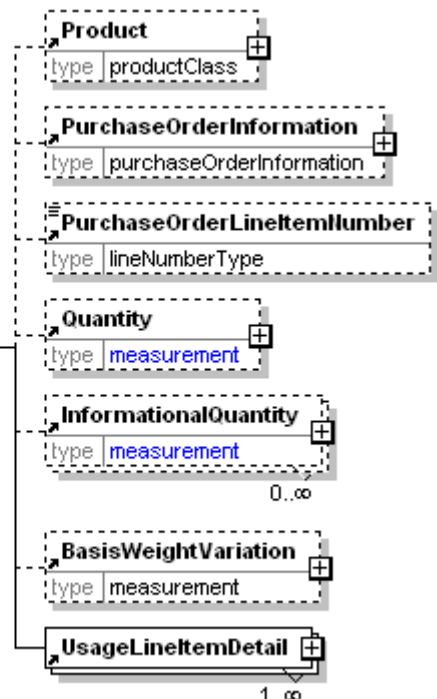 Product
type productClass
PurchaseOrderInformation
type purchaseOrderInformation
PurchaseOrderLineItemNumber
type lineNumberType
Quantity
type measurement
InformationalQuantity
type measurement
0..∞
BasisWeightVariation
type measurement
UsageLineItemDetail
1..∞